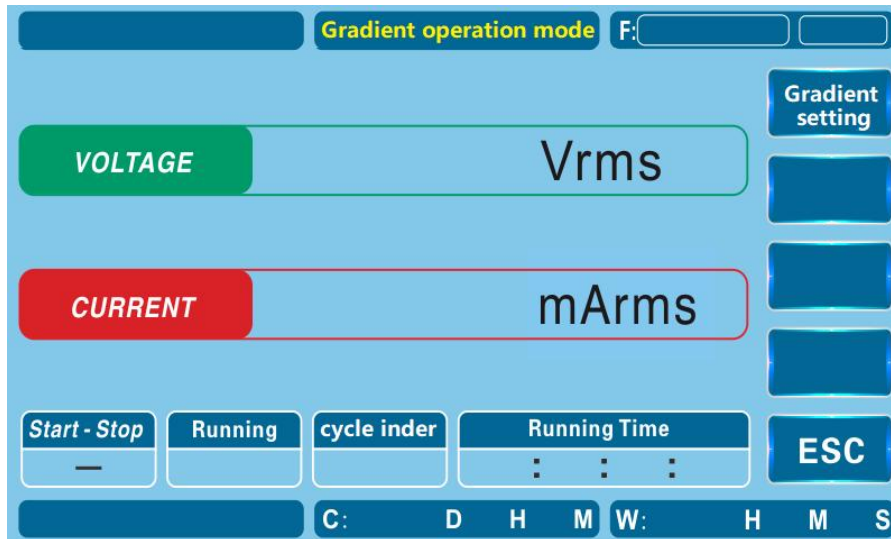 Gradient operation mode F:
Gradient
setting
VOLTAGE Vrms
CURRENT mArms
Start - Stop Running cycle inder Running Time
— : : :
ESC
C: D H M W: H M S